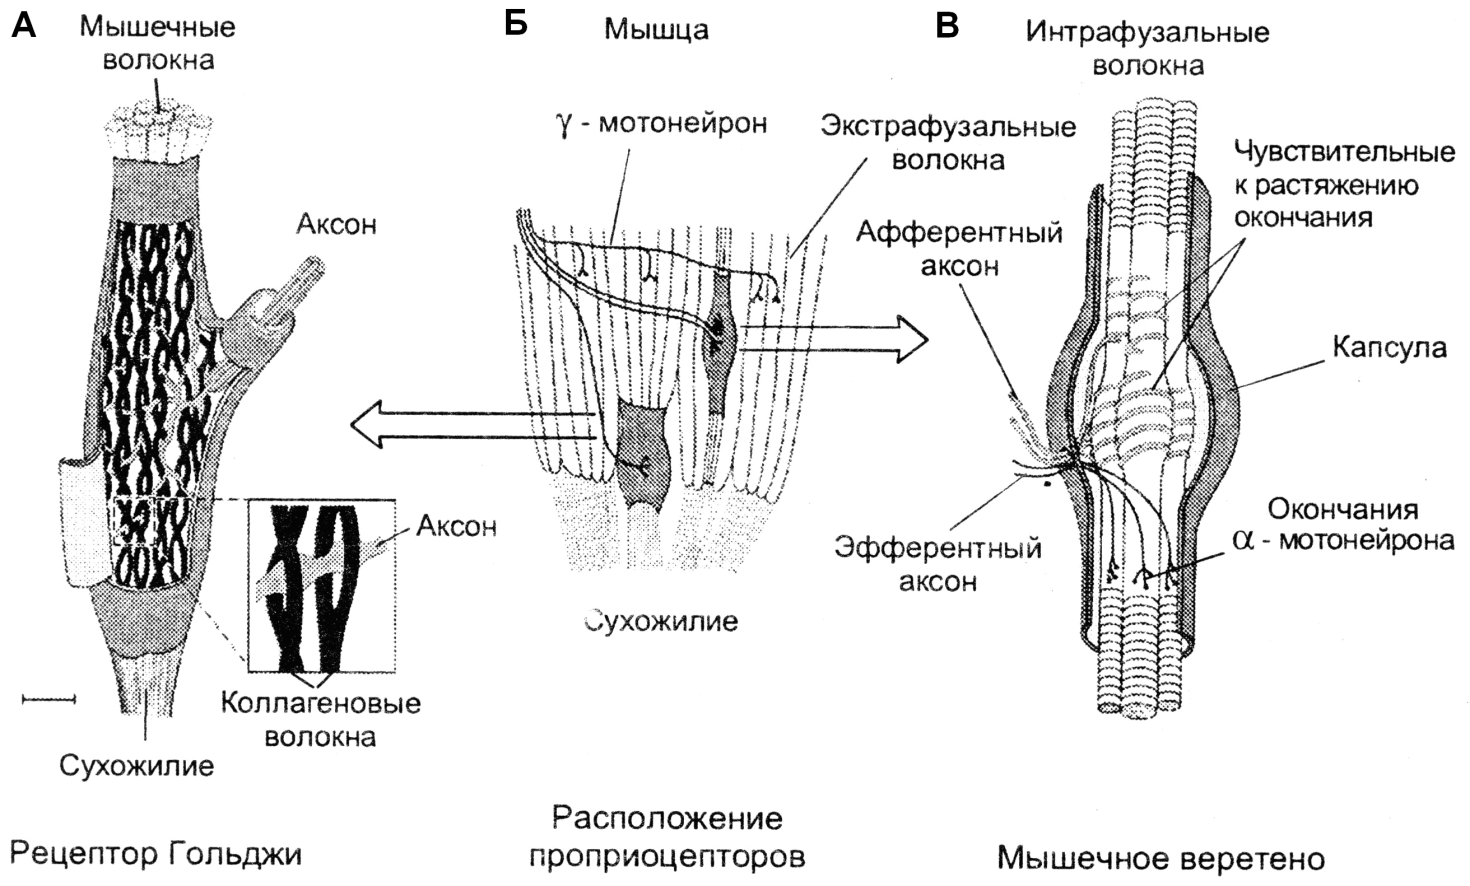 А
Мышечные
волокна
Аксон
Аксон
Коллагеновые
волокна
Сухожилие
Рецептор Гольджи
Б
Мышца
γ - мотонейрон
Экстрафузальные
волокна
Сухожилие
Расположение
проприоцепторов
В
Интрафузальные
волокна
Чувствительные
к растяжению
окончания
Афферентный
аксон
Капсула
Эфферентный
аксон
Окончания
α - мотонейрона
Мышечное веретено